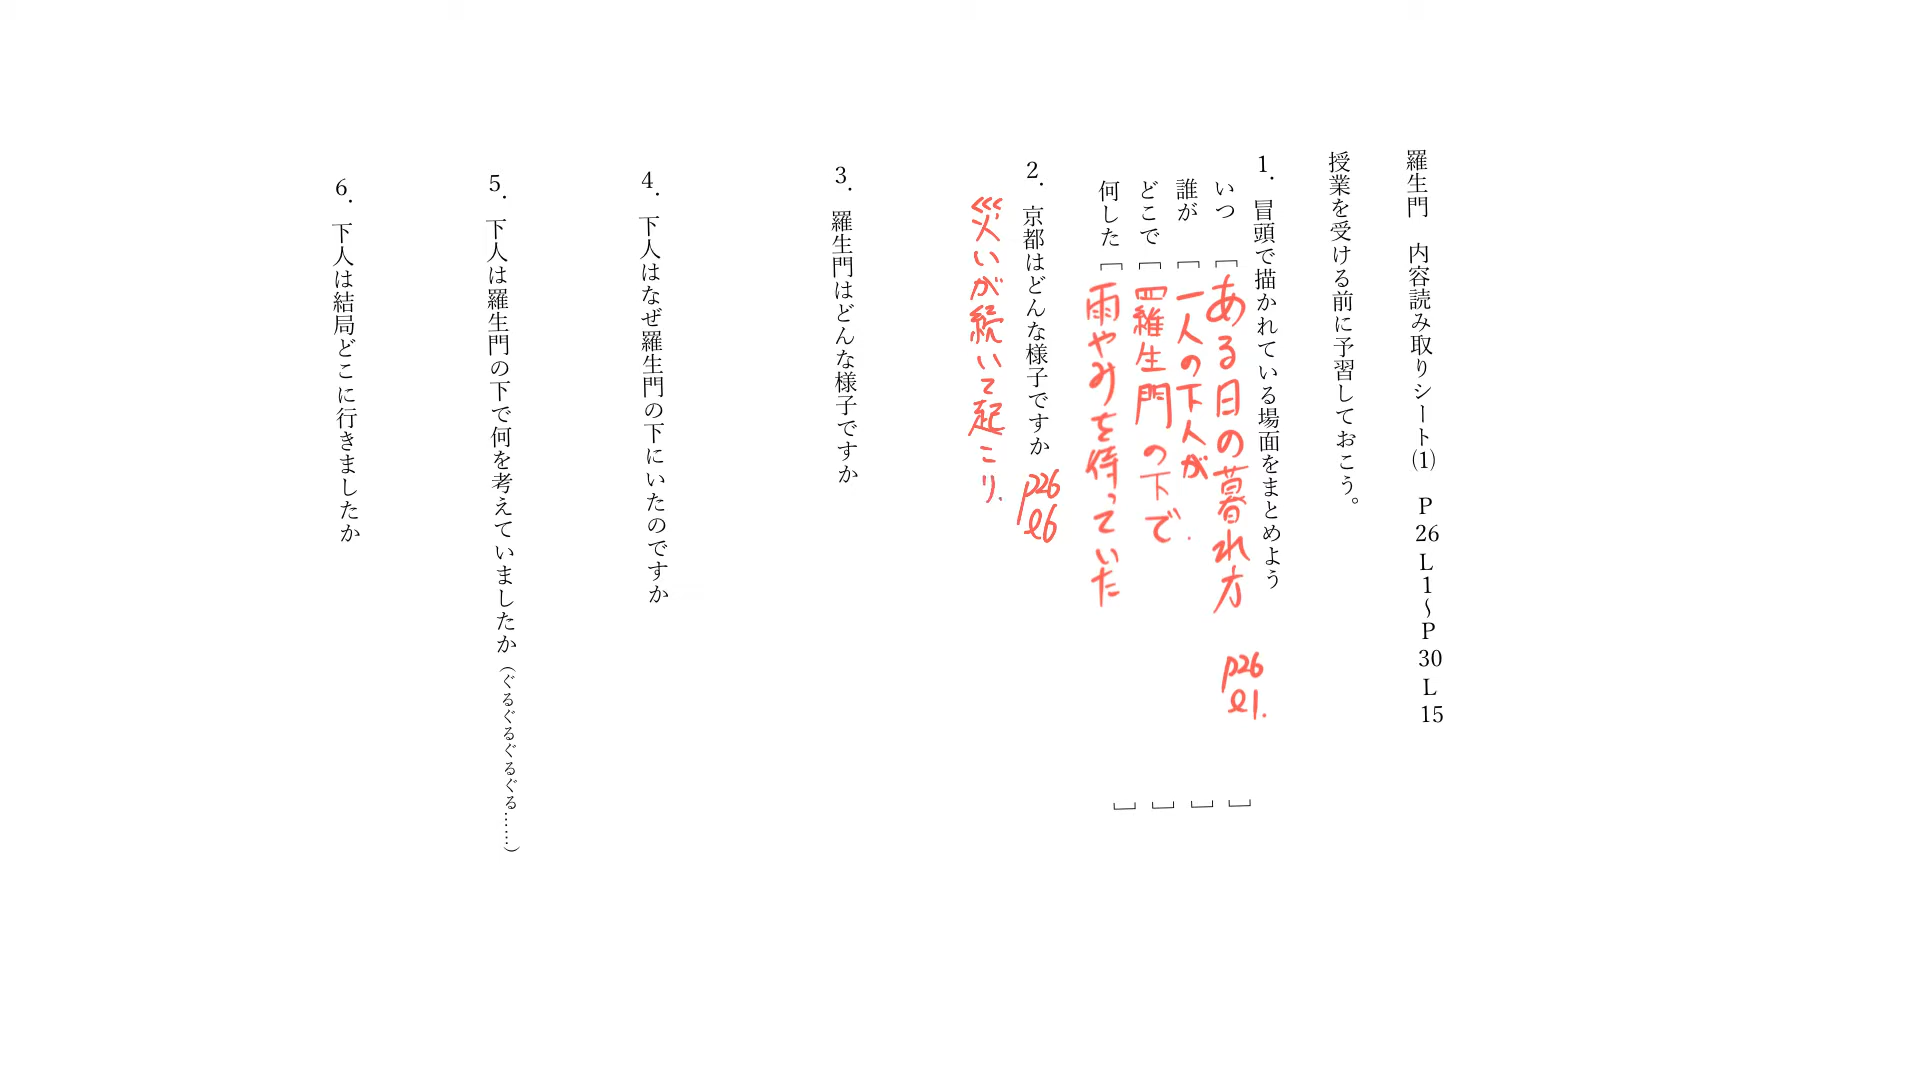 羅生門 内容読み取りシート(1) P26L1〜P30L15
授業を受ける前に予習しておこう。
1. 冒頭で描かれている場面をまとめよう
p26
l1.
いつ [ある日の暮れ方]
誰が [一人の下人が.]
どこで [羅生門の下で]
何した [雨やみを待っていた]
2. 京都はどんな様子ですか p26
l6
災いが続いて起こり.
3. 羅生門はどんな様子ですか
4. 下人はなぜ羅生門の下にいたのですか
5. 下人は羅生門の下で何を考えていましたか(ぐるぐるぐるぐる……)
6. 下人は結局どこに行きましたか